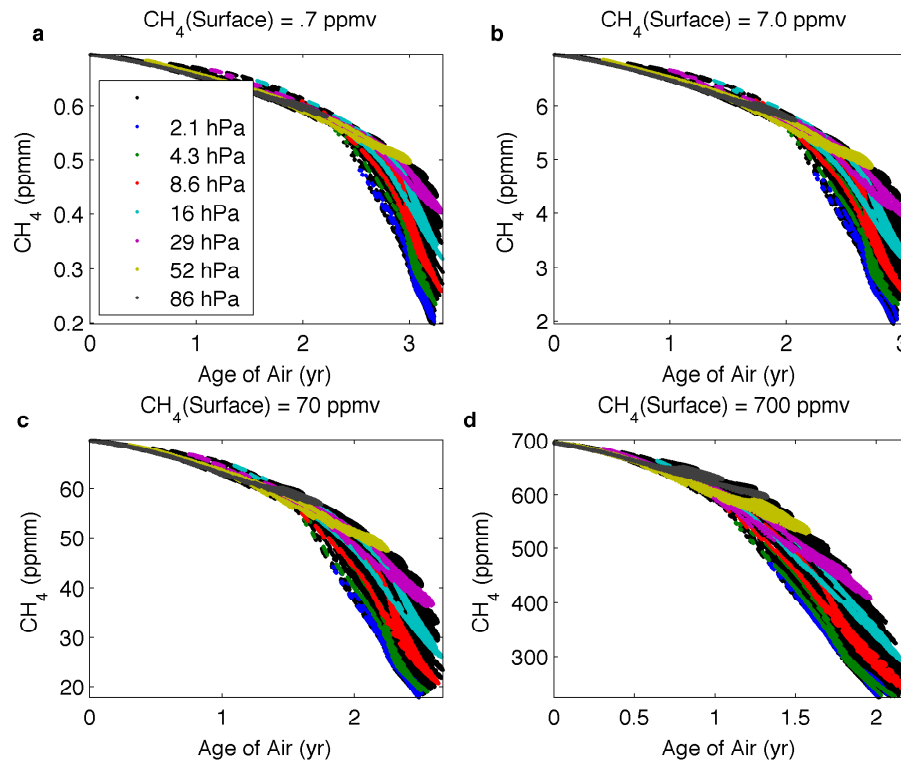 a
CH4(Surface) = .7 ppmv
0.6
0.5
0.4
0.3
0.2
CH4 (ppmm)
2.1 hPa
4.3 hPa
8.6 hPa
16 hPa
29 hPa
52 hPa
86 hPa
0 1 2 3
Age of Air (yr)
b
CH4(Surface) = 7.0 ppmv
6
5
4
3
2
CH4 (ppmm)
0 1 2 3
Age of Air (yr)
c
CH4(Surface) = 70 ppmv
60
50
40
30
20
CH4 (ppmm)
0 1 2
Age of Air (yr)
d
CH4(Surface) = 700 ppmv
700
600
500
400
300
CH4 (ppmm)
0 0.5 1 1.5 2
Age of Air (yr)